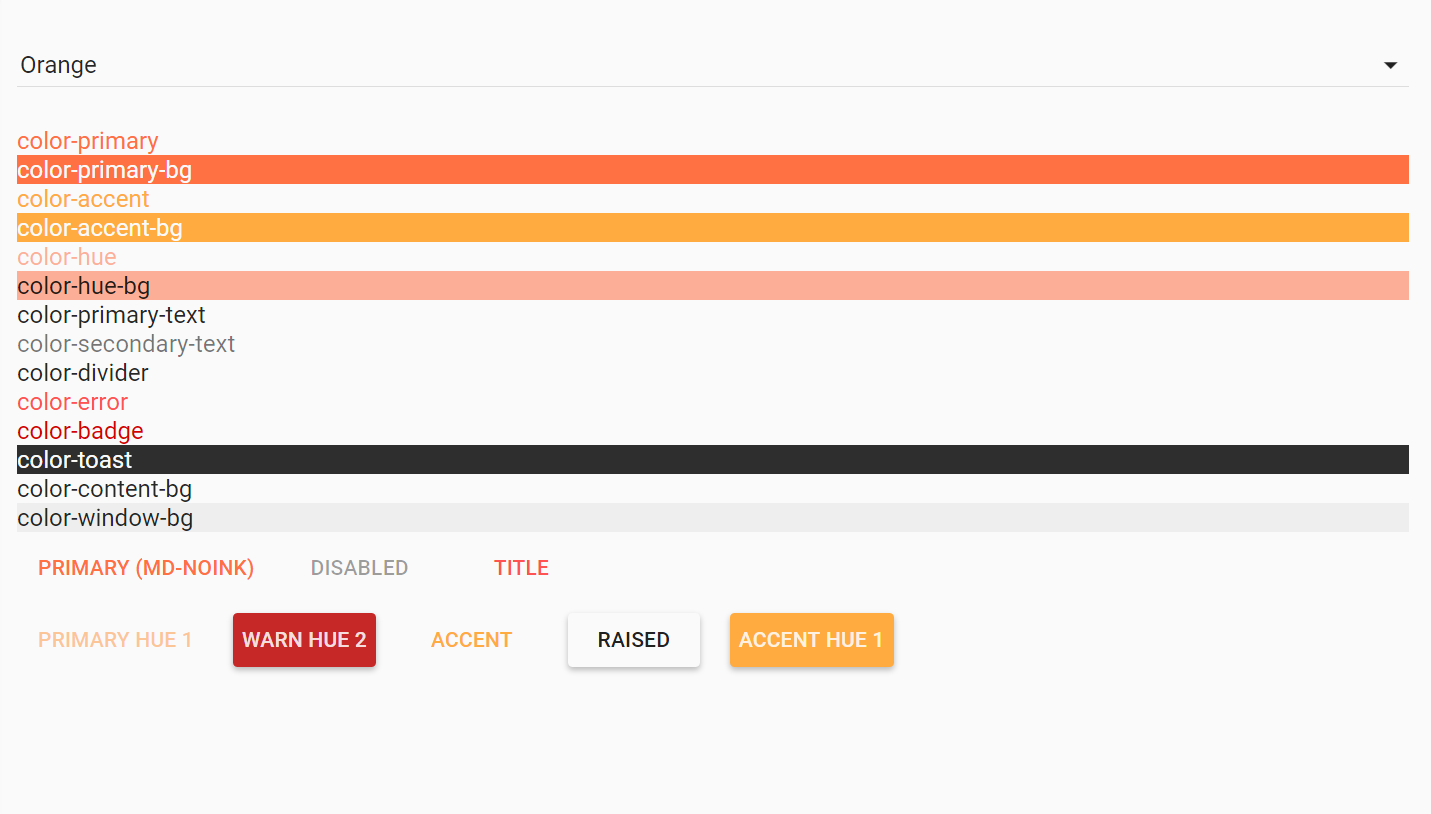 Orange
color-primary
color-primary-bg
color-accent
color-accent-bg
color-hue
color-hue-bg
color-primary-text
color-secondary-text
color-divider
color-error
color-badge
color-toast
color-content-bg
color-window-bg
PRIMARY (MD-NOINK) DISABLED TITLE
PRIMARY HUE 1 WARN HUE 2 ACCENT RAISED ACCENT HUE 1